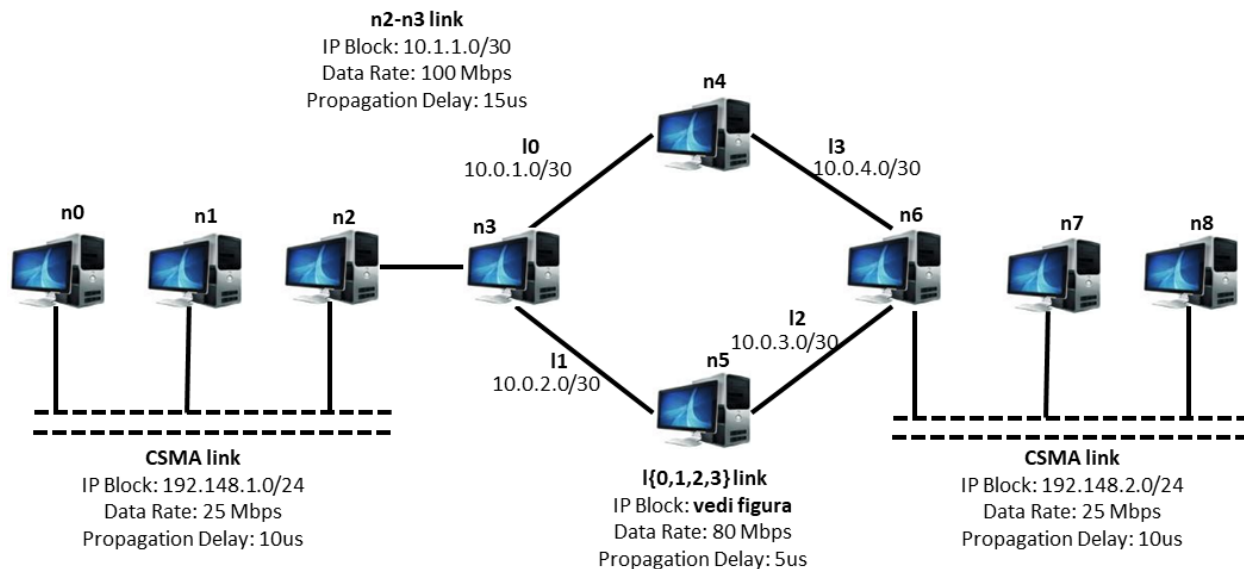 n2-n3 link
IP Block: 10.1.1.0/30
Data Rate: 100 Mbps
Propagation Delay: 15us
n4
l0
10.0.1.0/30
l3
10.0.4.0/30
n0
n1
n2
n3
n6
n7
n8
l1
10.0.2.0/30
l2
10.0.3.0/30
n5
CSMA link
IP Block: 192.148.1.0/24
Data Rate: 25 Mbps
Propagation Delay: 10us
l{0,1,2,3} link
IP Block: vedi figura
Data Rate: 80 Mbps
Propagation Delay: 5us
CSMA link
IP Block: 192.148.2.0/24
Data Rate: 25 Mbps
Propagation Delay: 10us